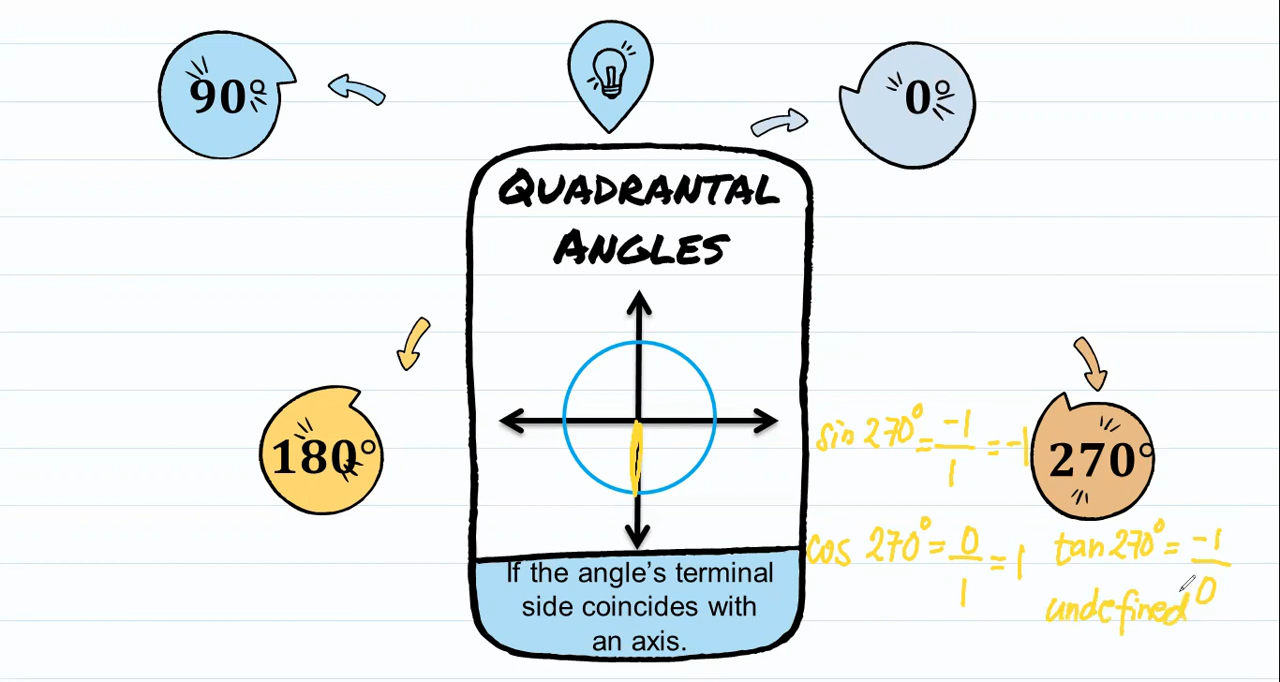 90°
0°
QUADRANTAL
ANGLES
180°
270°
sin 270° = -1/1 = -1
cos 270° = 0/1 = 1
tan 270° = -1/0
undefined
If the angle's terminal
side coincides with
an axis.